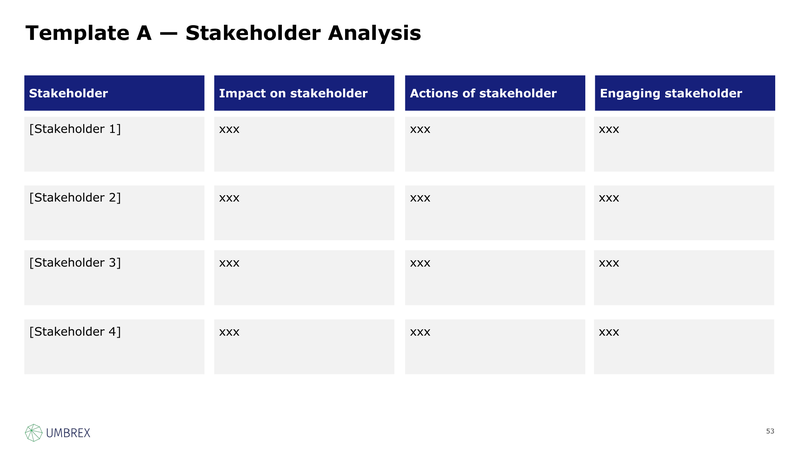 Template A — Stakeholder Analysis
Stakeholder Impact on stakeholder Actions of stakeholder Engaging stakeholder
[Stakeholder 1] xxx xxx xxx
[Stakeholder 2] xxx xxx xxx
[Stakeholder 3] xxx xxx xxx
[Stakeholder 4] xxx xxx xxx
UMBREX 53